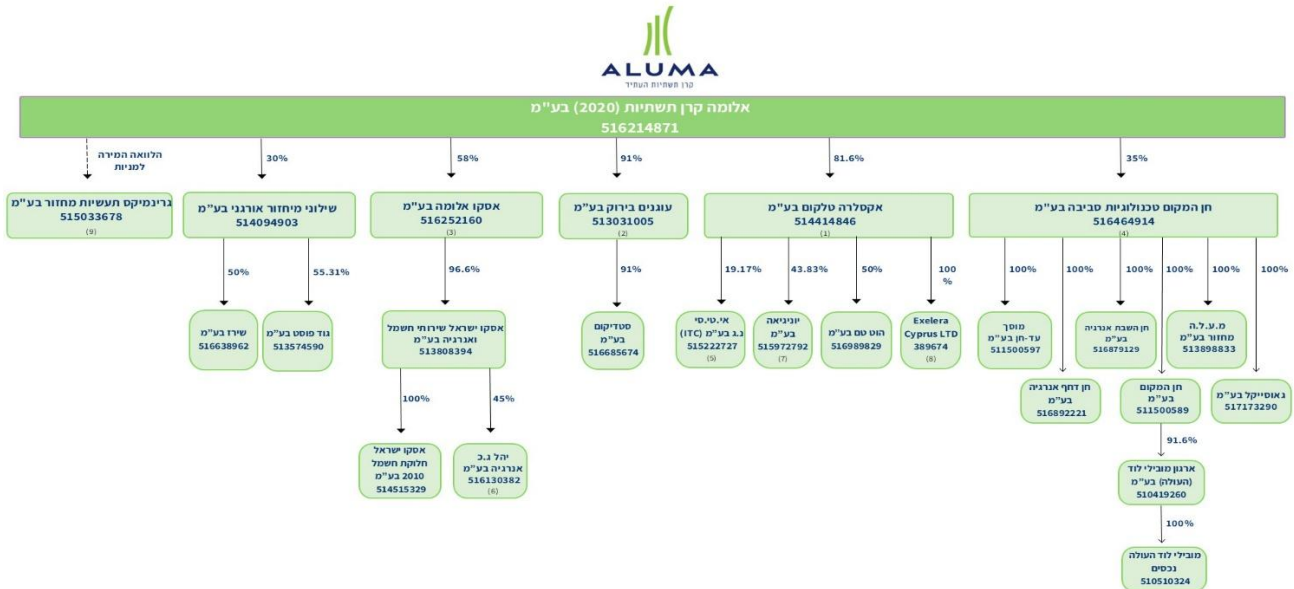 ALUMA
קרן תשתיות העתיד
אלומה קרן תשתיות (2020) בע"מ
516214871
35%
81.6%
91%
58%
30%
הלוואה המירה
למניות
חן המקום טכנולוגיות סביבה בע"מ
516464914
(4)
אקסלרה טלקום בע"מ
514414846
(1)
עוגנים בירוק בע"מ
513031005
(2)
אסקו אלומה בע"מ
516252160
(3)
שילוני מיחזור אורגני בע"מ
514094903
גרינמיקס תעשיות מחזור בע"מ
515033678
(9)
100%
100%
100%
100%
100%
100%
100
%
50%
43.83%
19.17%
91%
96.6%
55.31%
50%
מ.ע.ל.ה
מחזור בע"מ
513898833
חן השבת אנרגיה
בע"מ
516879129
מוסך
עד-חן בע"מ
511500597
Exelera
Cyprus LTD
389674
(8)
הוט טם בע"מ
516989829
יוניניאה
בע"מ
515972792
(7)
אי.טי.סי
נ.ג בע"מ (ITC)
515222727
(5)
סטדיקום
בע"מ
516685674
אסקו ישראל שירותי חשמל
ואנרגיה בע"מ
513808394
גוד פוסט בע"מ
513574590
שירז בע"מ
516638962
גאוסייקל בע"מ
517173290
חן המקום
בע"מ
511500589
חן דחף אנרגיה
בע"מ
516892221
45%
100%
91.6%
יהל נ.כ
אנרגיה בע"מ
516130382
(6)
אסקו ישראל
חלוקת חשמל
2010 בע"מ
514515329
ארגון מובילי לוד
(העולה) בע"מ
510419260
100%
מובילי לוד העולה
נכסים
510510324